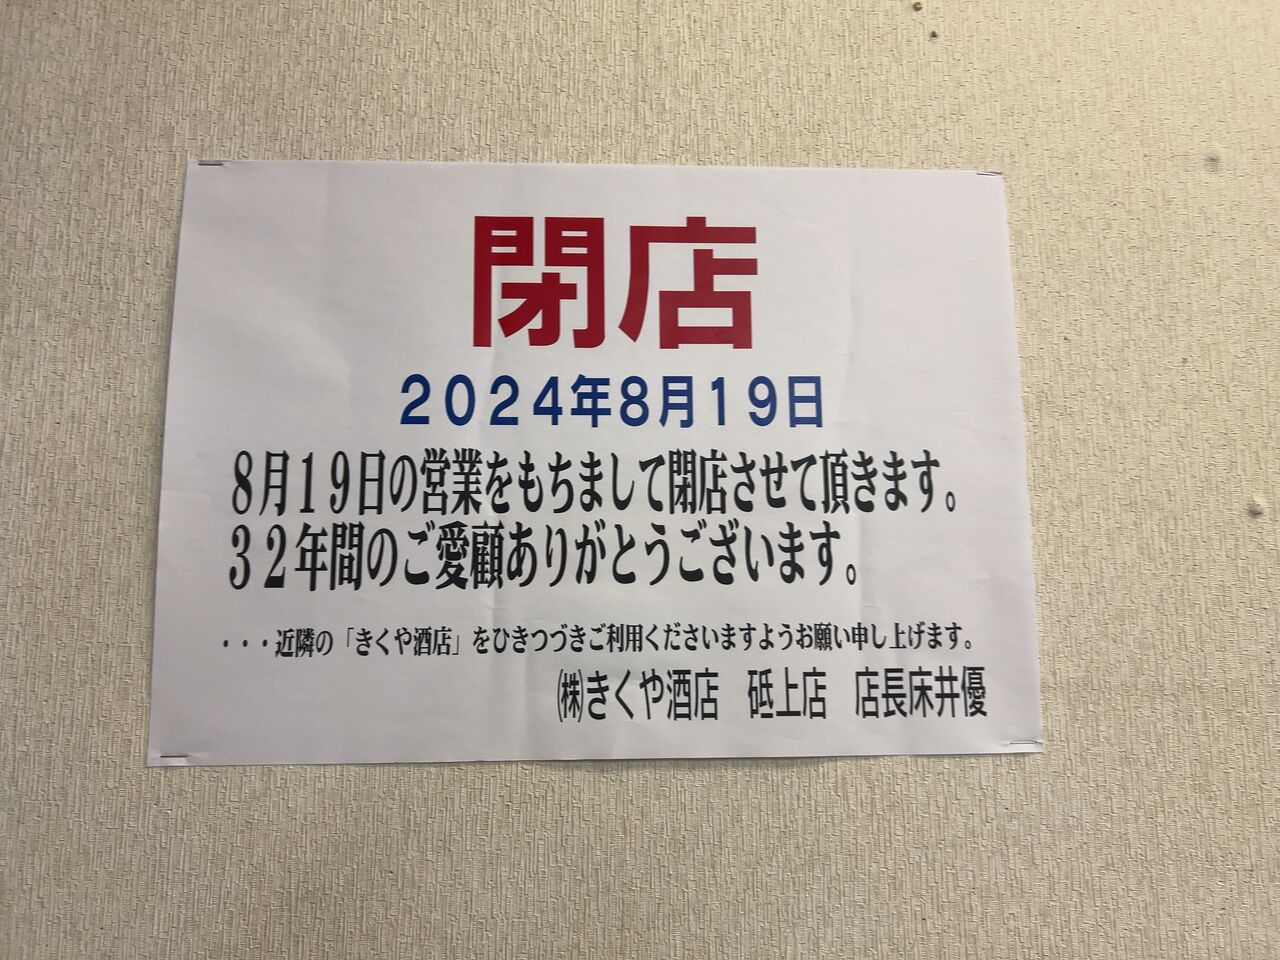 閉店
２０２４年８月１９日
８月１９日の営業をもちまして閉店させて頂きます。
３２年間のご愛顧ありがとうございます。
・・・近隣の「きくや酒店」をひきつづきご利用くださいますようお願い申し上げます。
㈱きくや酒店　砥上店　店長床井優